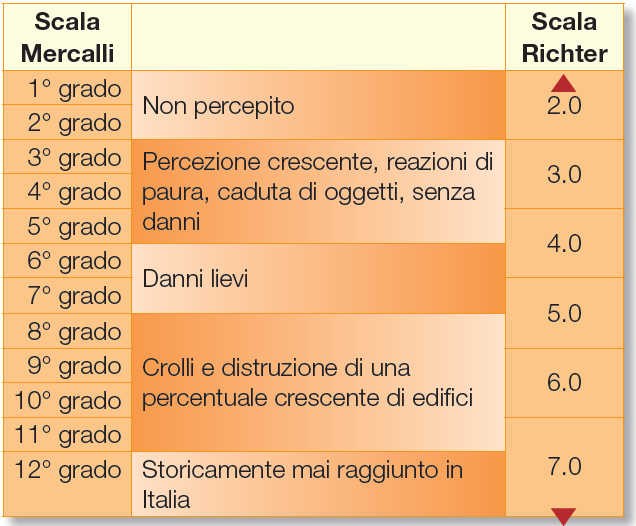 Scala
Mercalli
Scala
Richter
1° grado
Non percepito
2.0
2° grado
3° grado
Percezione crescente, reazioni di
paura, caduta di oggetti, senza
danni
3.0
4° grado
5° grado
4.0
6° grado
Danni lievi
7° grado
5.0
8° grado
Crolli e distruzione di una
percentuale crescente di edifici
9° grado
6.0
10° grado
11° grado
7.0
12° grado
Storicamente mai raggiunto in
Italia